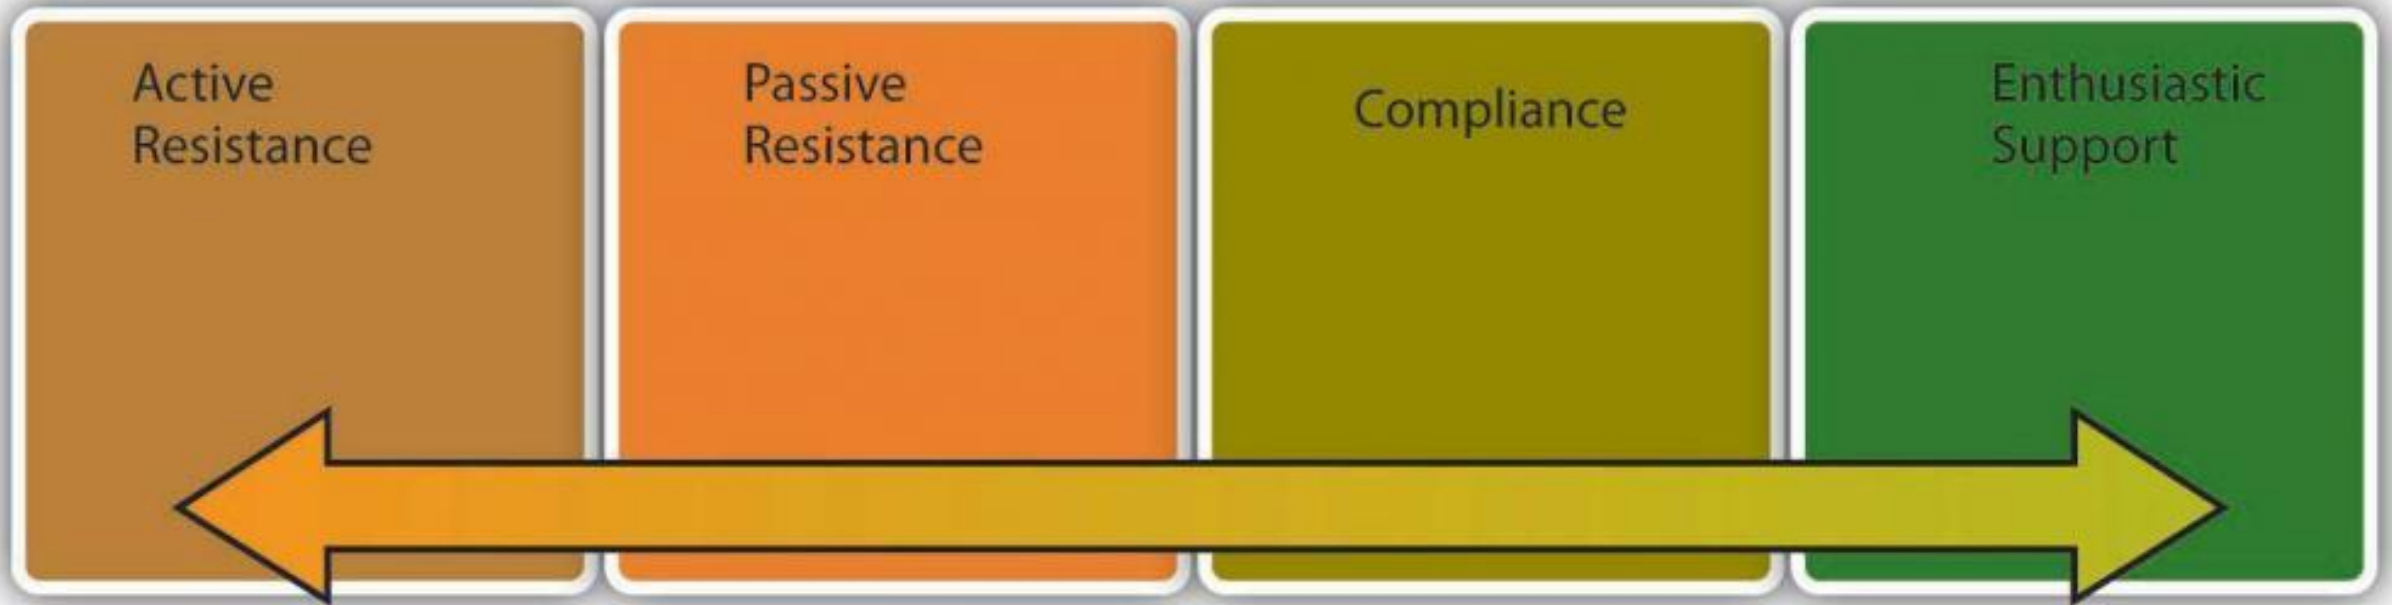 Active
Resistance
Passive
Resistance
Compliance
Enthusiastic
Support